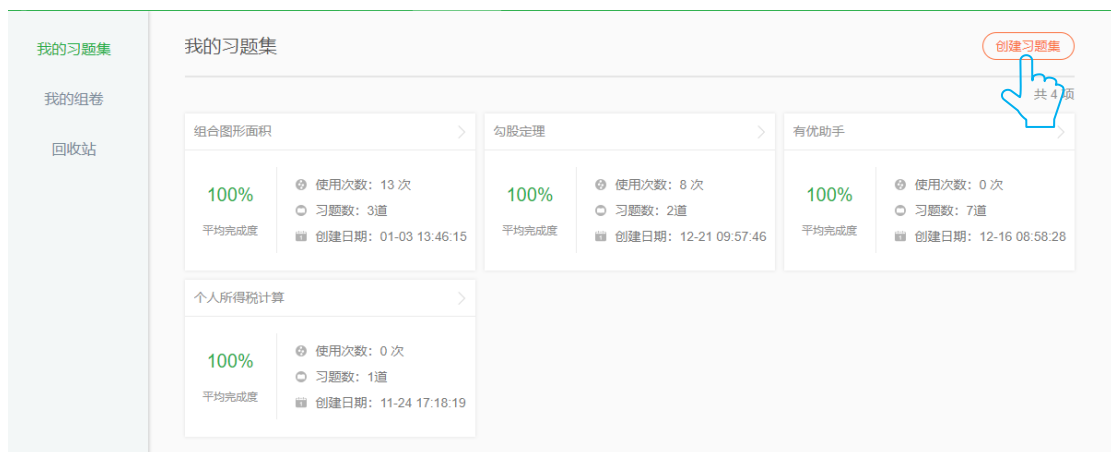 我的习题集
我的组卷
回收站
我的习题集
创建习题集
共 4 项
组合图形面积
100%
平均完成度
使用次数：13 次
习题数：3道
创建日期：01-03 13:46:15
勾股定理
100%
平均完成度
使用次数：8 次
习题数：2道
创建日期：12-21 09:57:46
有优助手
100%
平均完成度
使用次数：0 次
习题数：7道
创建日期：12-16 08:58:28
个人所得税计算
100%
平均完成度
使用次数：0 次
习题数：1道
创建日期：11-24 17:18:19